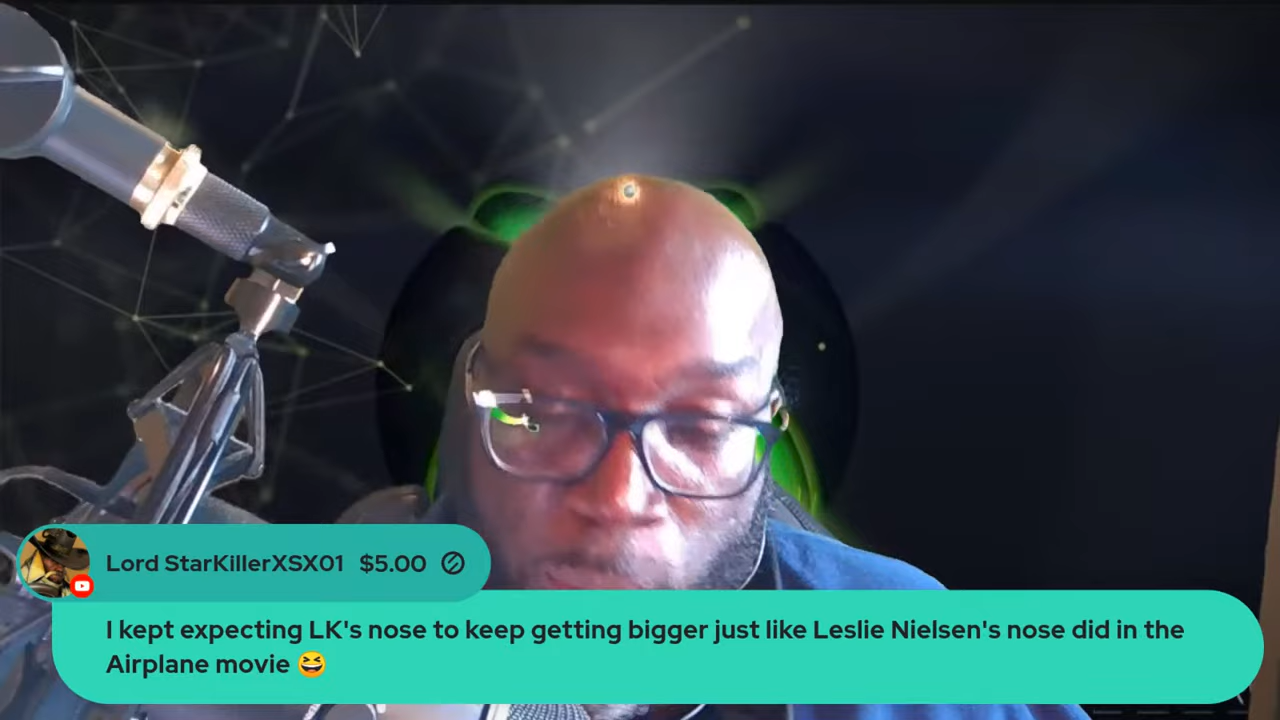 Lord StarKillerXSX01 $5.00
I kept expecting LK's nose to keep getting bigger just like Leslie Nielsen's nose did in the
Airplane movie 😆